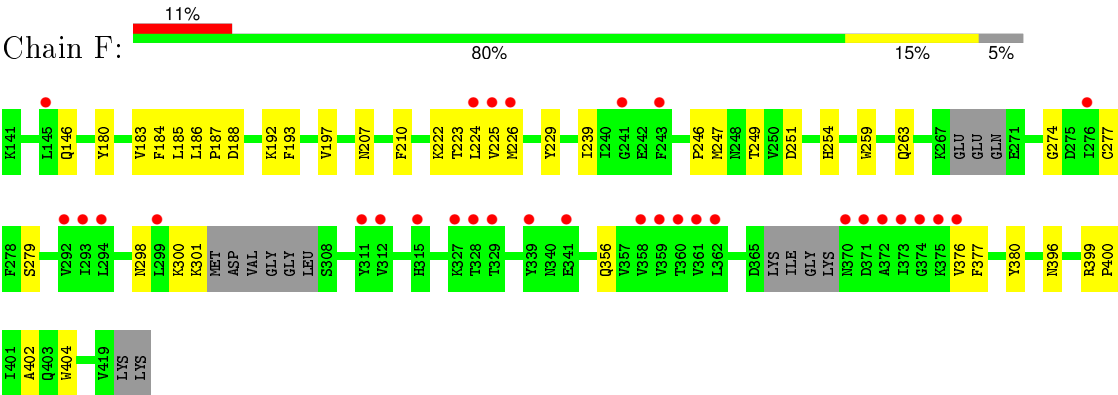 11%
Chain F:
80% 15% 5%
K141 L145 Q146 Y180 V183 F184 L185 L186 P187 D188 K192 F193 V197 N207 F210 K222 T223 L224 V225 M226 Y229 I239 I240 G241 E242 F243 P246 M247 N248 T249 V250 D251 H254 W259 Q263 K267 GLU GLU GLN E271 G274 D275 I276 C277
F278 S279 V292 I293 L294 N298 L299 K300 K301 MET ASP VAL GLY GLY LEU S308 Y311 V312 H315 K327 T328 T329 Y339 N340 E341 Q356 V357 V358 V359 T360 V361 L362 D365 LYS ILE GLY LYS N370 D371 A372 I373 G374 K375 V376 F377 Y380 N396 R399 P400
I401 A402 Q403 W404 V419 LYS LYS